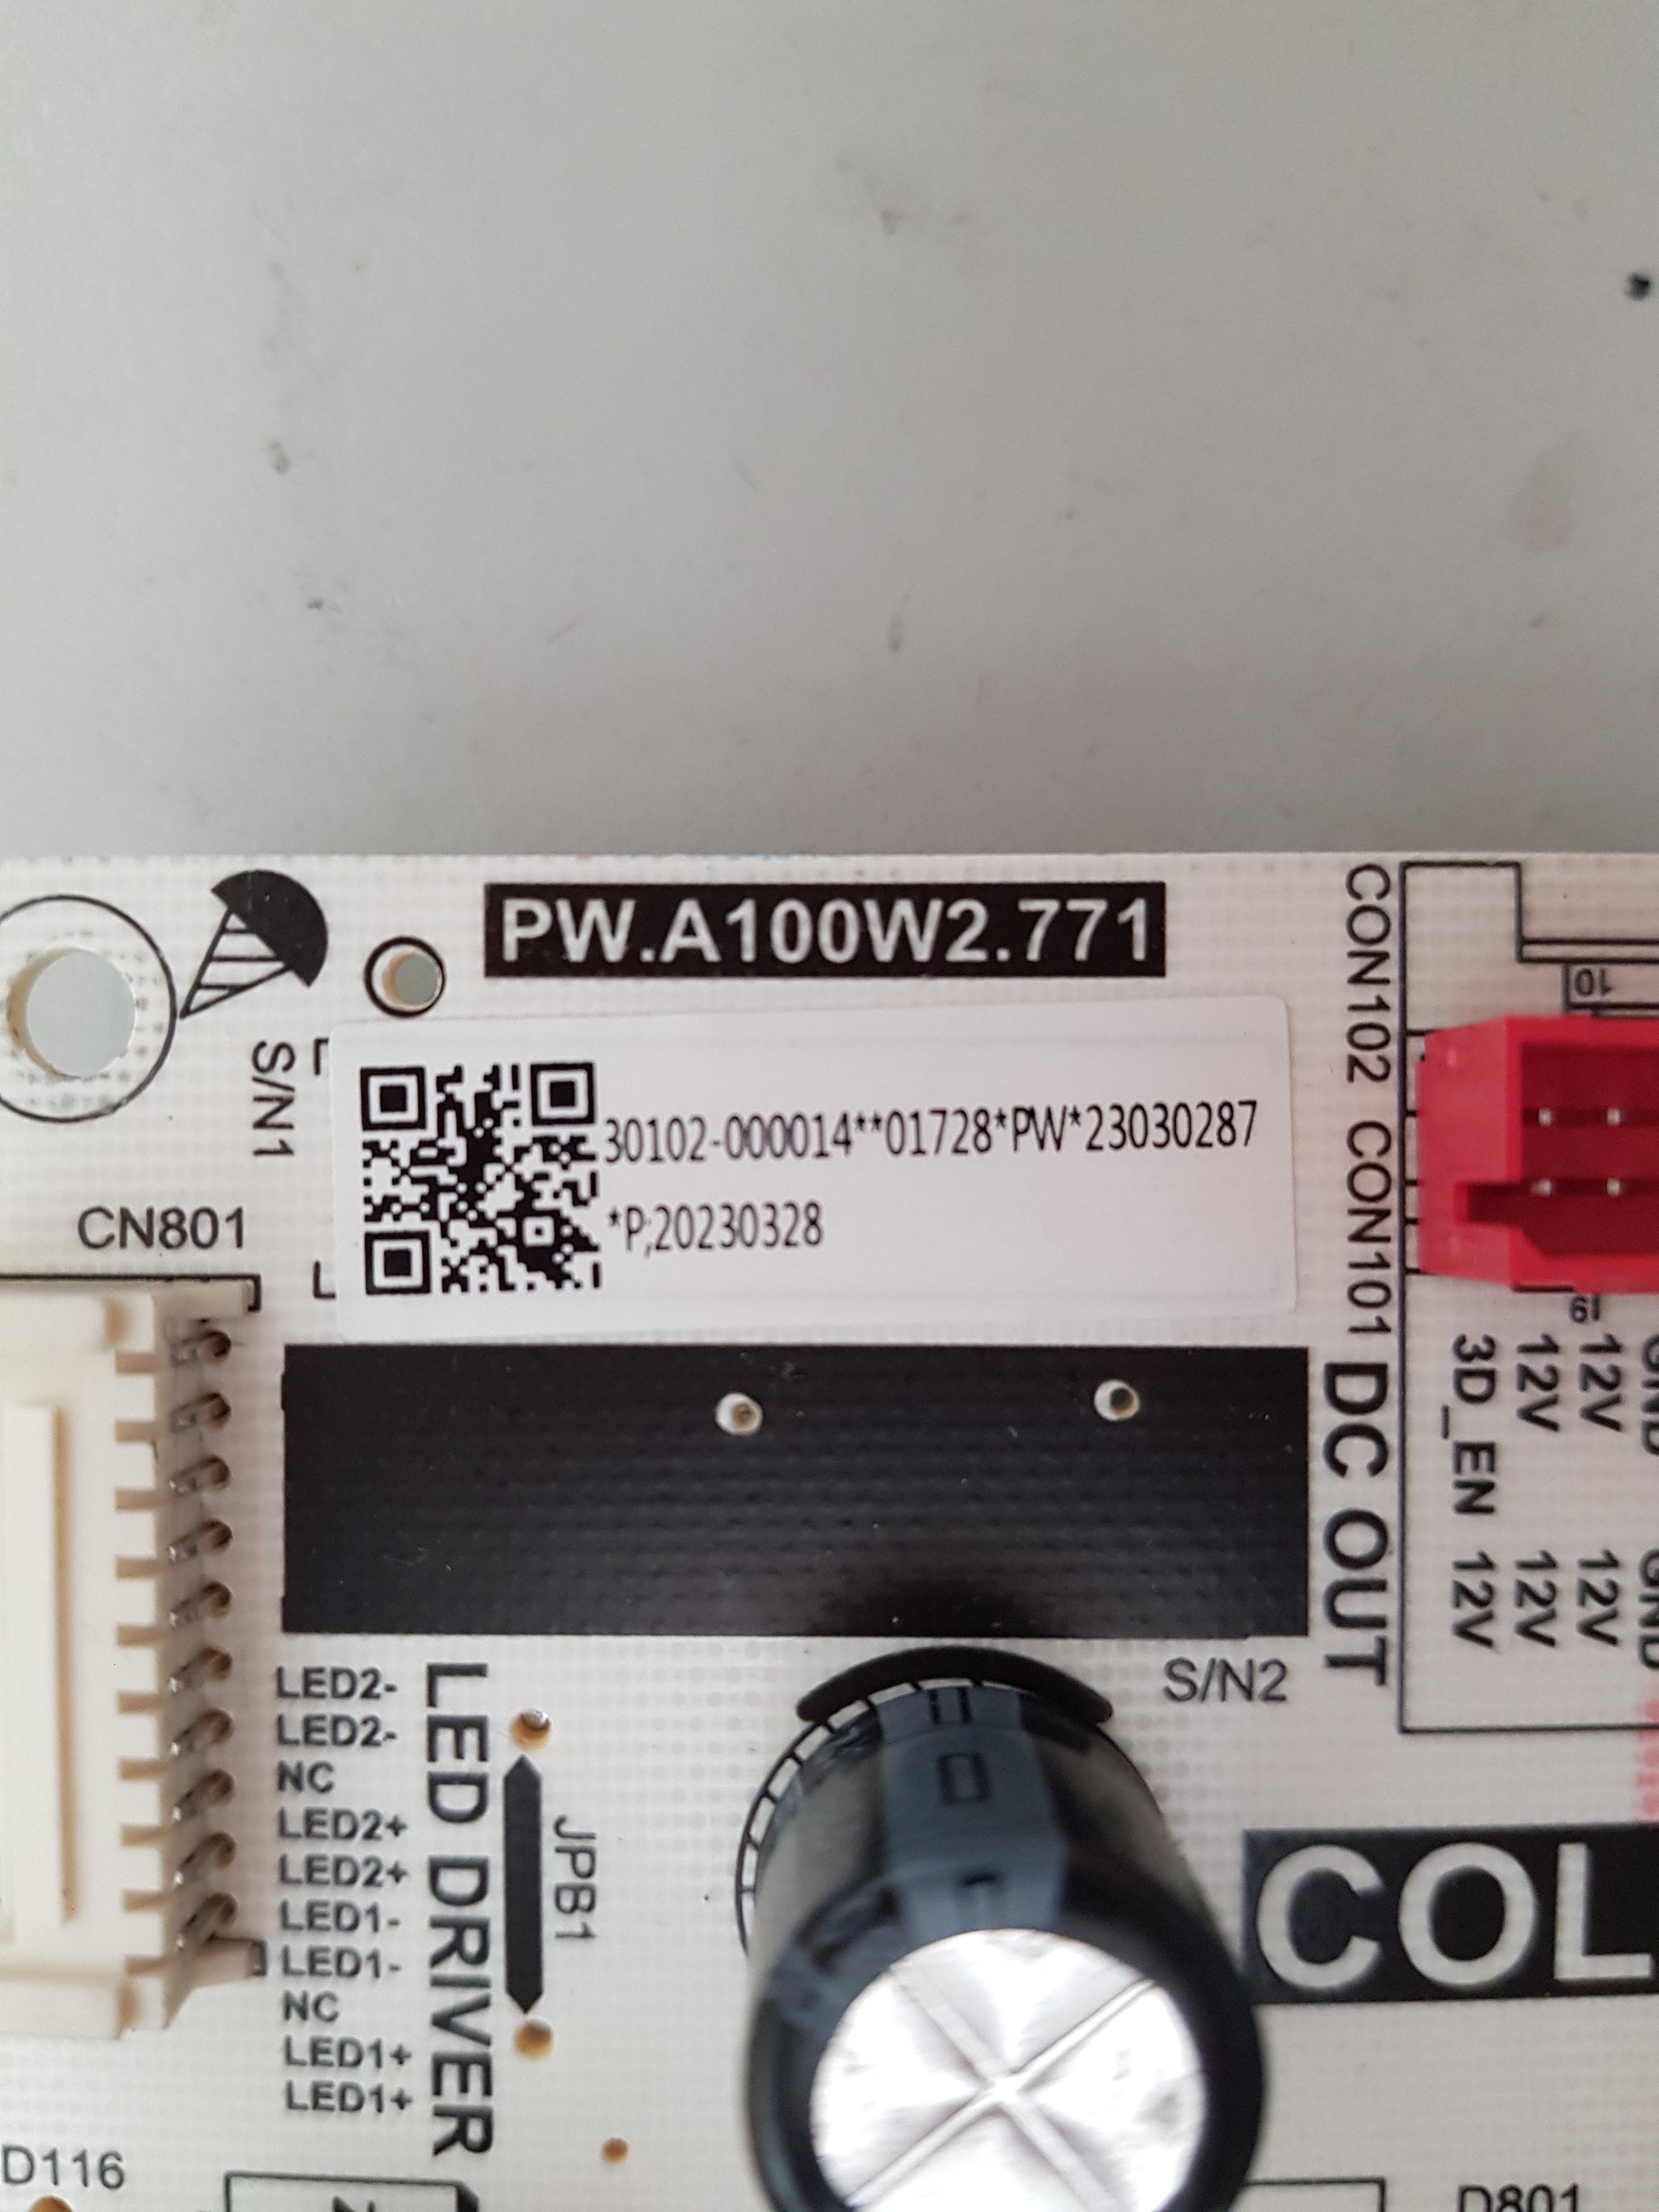 PW.A100W2.771
S/N1
30102-000014**01728*PW*23030287
*P;20230328
CN801
CON102 CON101
10
19
DC OUT
3D_EN 12V
12V 12V
12V 12V
GND GND
S/N2
LED2-
LED2-
NC
LED2+
LED2+
LED1-
LED1-
NC
LED1+
LED1+
LED DRIVER
JPB1
COL
D116
D801